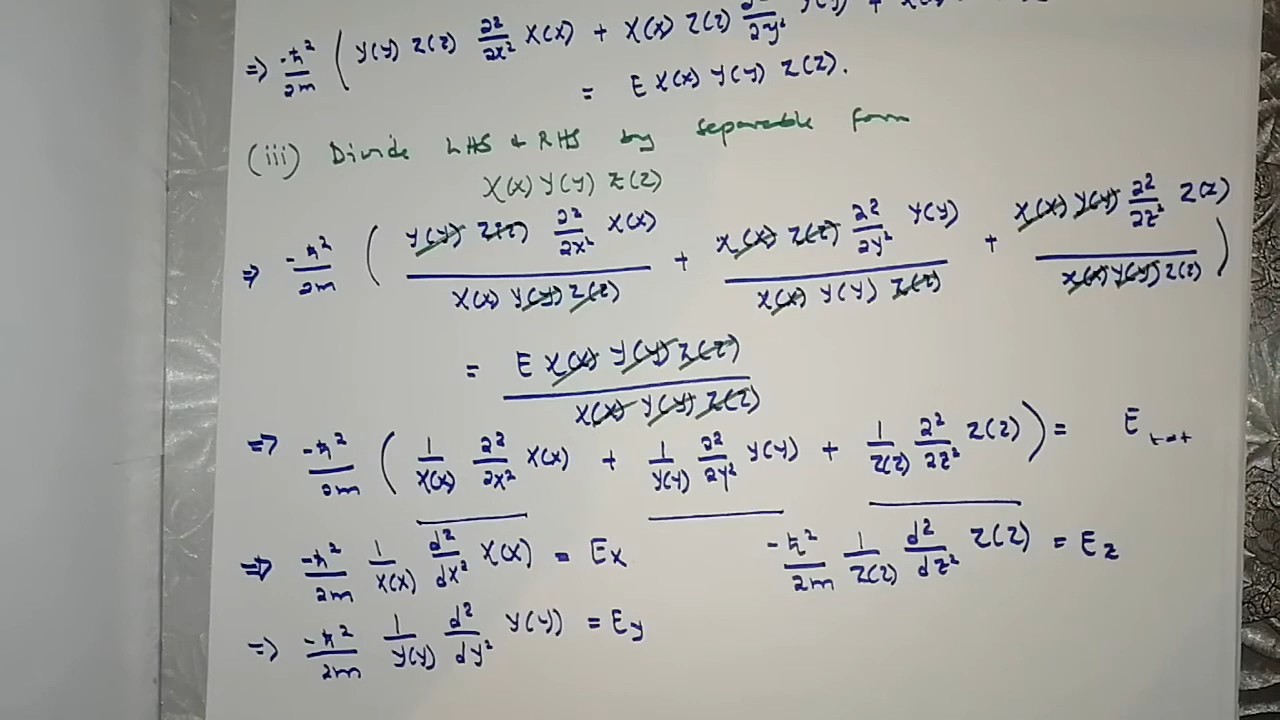 => -ℏ²/2m ( Y(y) Z(z) ∂²/∂x² X(x) + X(x) Z(z) ∂²/∂y² Y(y) +
= E X(x) Y(y) Z(z).
(iii) Divide LHS & RHS by separable form
X(x) Y(y) Z(z)
=> -ℏ²/2m ( Y(y) Z(z) ∂²/∂x² X(x) / X(x) Y(y) Z(z) + X(x) Z(z) ∂²/∂y² Y(y) / X(x) Y(y) Z(z) + X(x) Y(y) ∂²/∂z² Z(z) / X(x) Y(y) Z(z) )
= E X(x) Y(y) Z(z) / X(x) Y(y) Z(z)
=> -ℏ²/2m ( 1/X(x) ∂²/∂x² X(x) + 1/Y(y) ∂²/∂y² Y(y) + 1/Z(z) ∂²/∂z² Z(z) ) = E tot
=> -ℏ²/2m 1/X(x) d²/dx² X(x) = Ex
-ℏ²/2m 1/Z(z) d²/dz² Z(z) = Ez
=> -ℏ²/2m 1/Y(y) d²/dy² Y(y)) = Ey